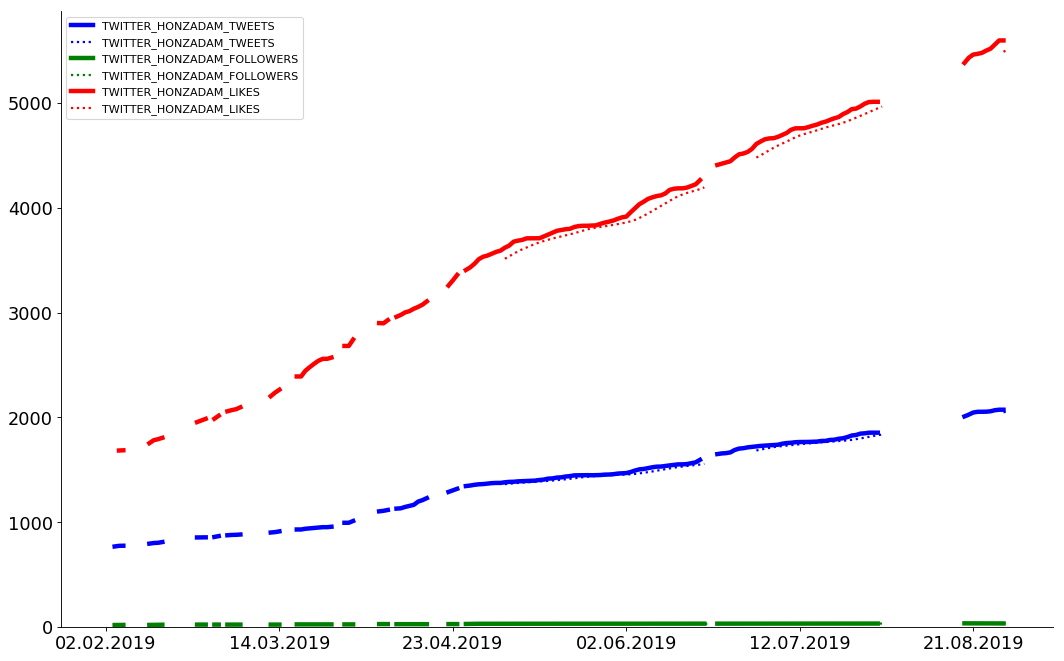 TWITTER_HONZADAM_TWEETS
TWITTER_HONZADAM_TWEETS
TWITTER_HONZADAM_FOLLOWERS
TWITTER_HONZADAM_FOLLOWERS
TWITTER_HONZADAM_LIKES
TWITTER_HONZADAM_LIKES
5000
4000
3000
2000
1000
0
02.02.2019 14.03.2019 23.04.2019 02.06.2019 12.07.2019 21.08.2019